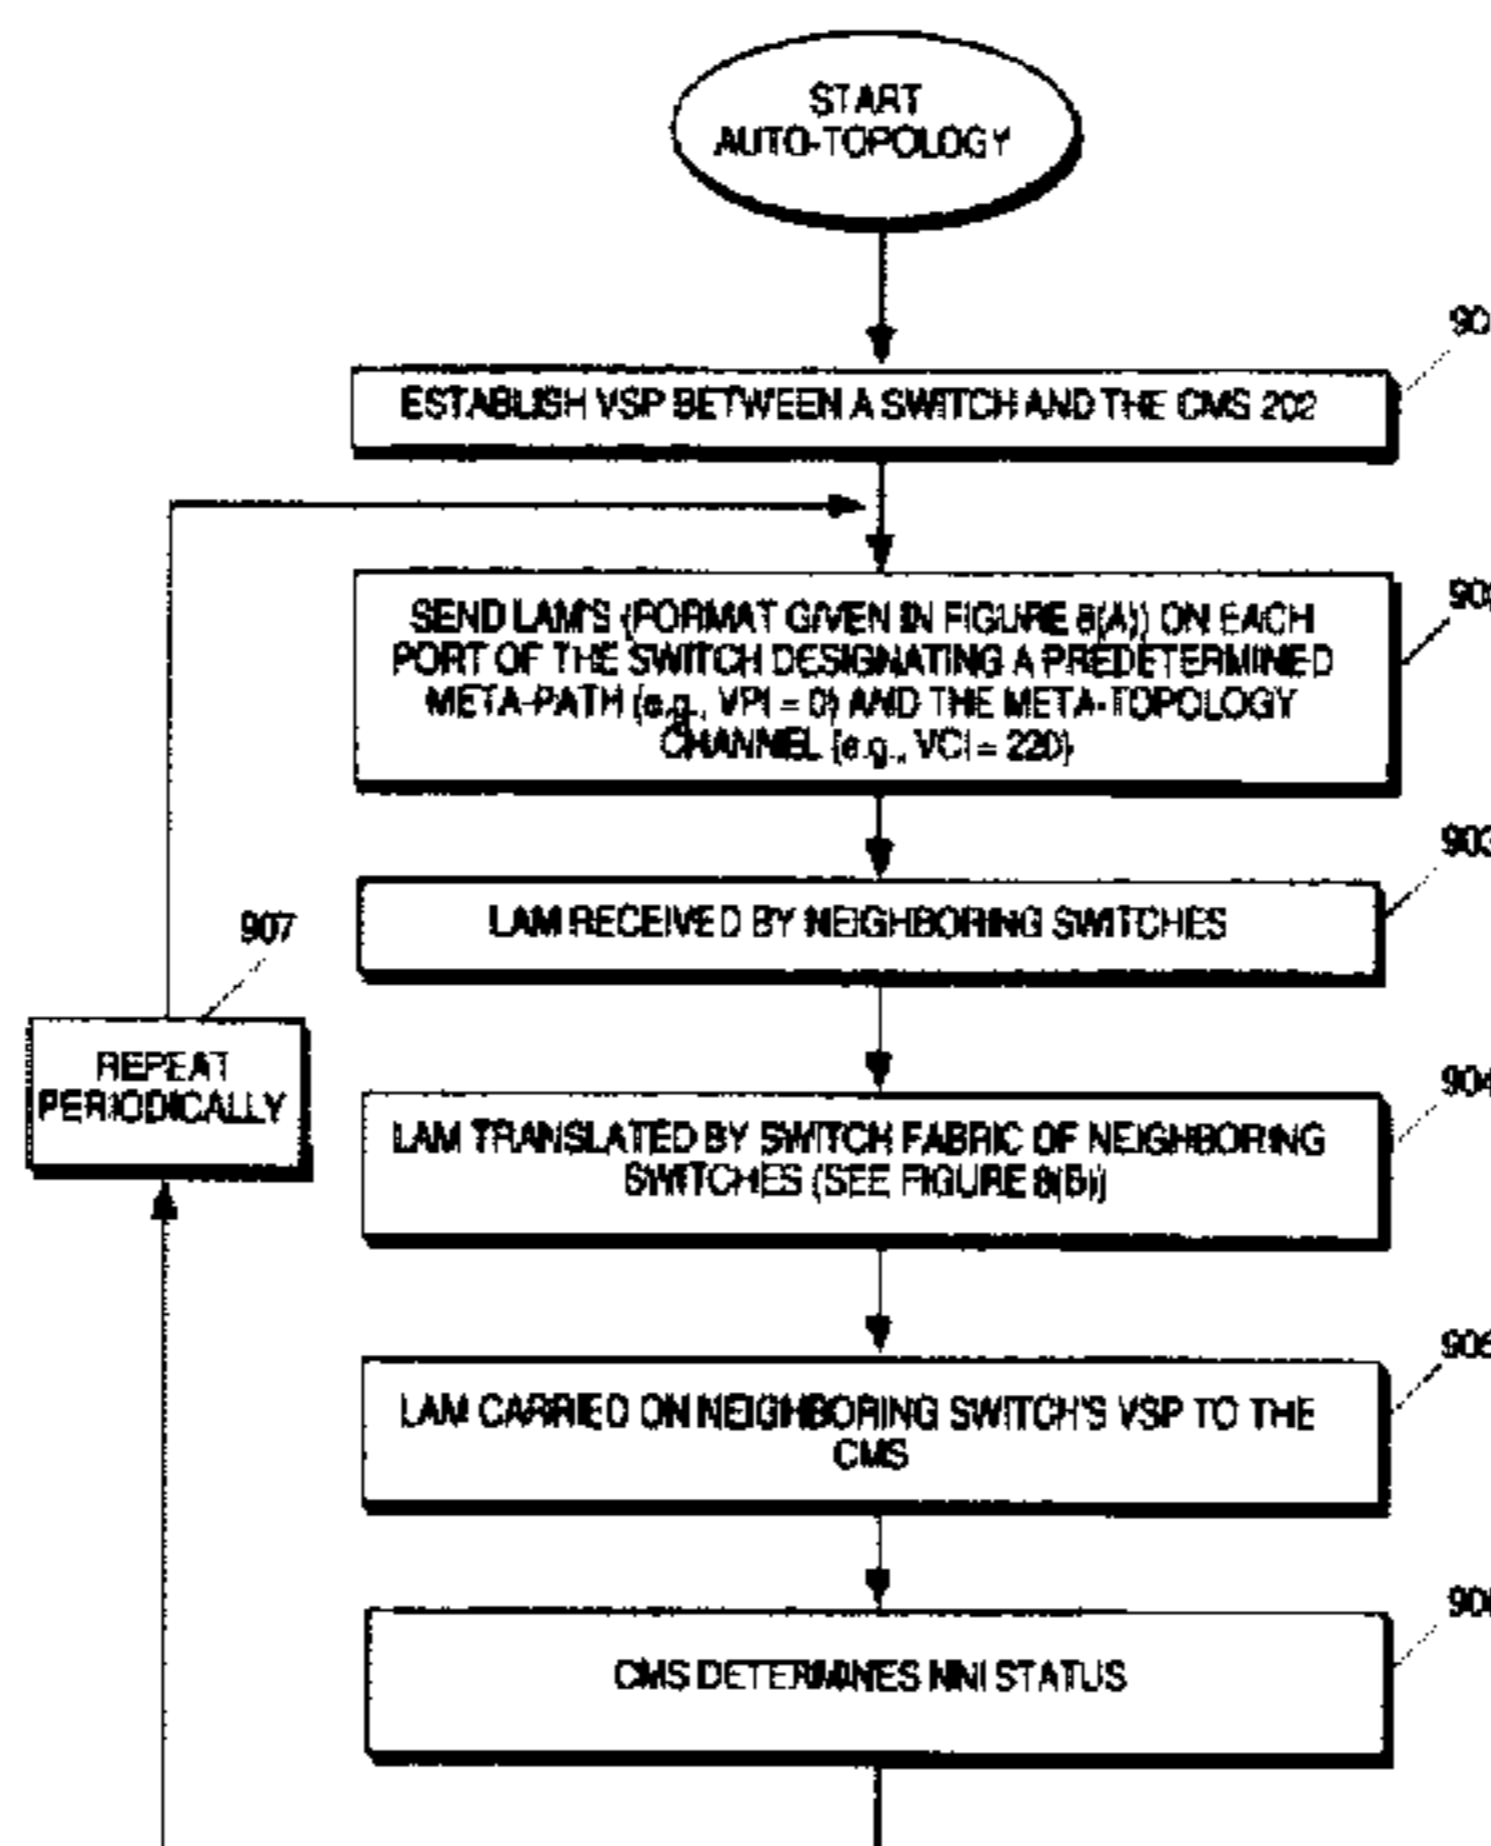 START
AUTO-TOPOLOGY
90
ESTABLISH VSP BETWEEN A SWITCH AND THE CMS 202
SEND LAM'S (FORMAT GIVEN IN FIGURE 8(A)) ON EACH
PORT OF THE SWITCH DESIGNATING A PREDETERMINED
META-PATH (e.g., VPI = 0) AND THE META-TOPOLOGY
CHANNEL (e.g., VCI = 220)
903
LAM RECEIVED BY NEIGHBORING SWITCHES
907
REPEAT
PERIODICALLY
904
LAM TRANSLATED BY SWITCH FABRIC OF NEIGHBORING
SWITCHES (SEE FIGURE 8(B))
LAM CARRIED ON NEIGHBORING SWITCH'S VSP TO THE
CMS
CMS DETERMINES NNI STATUS